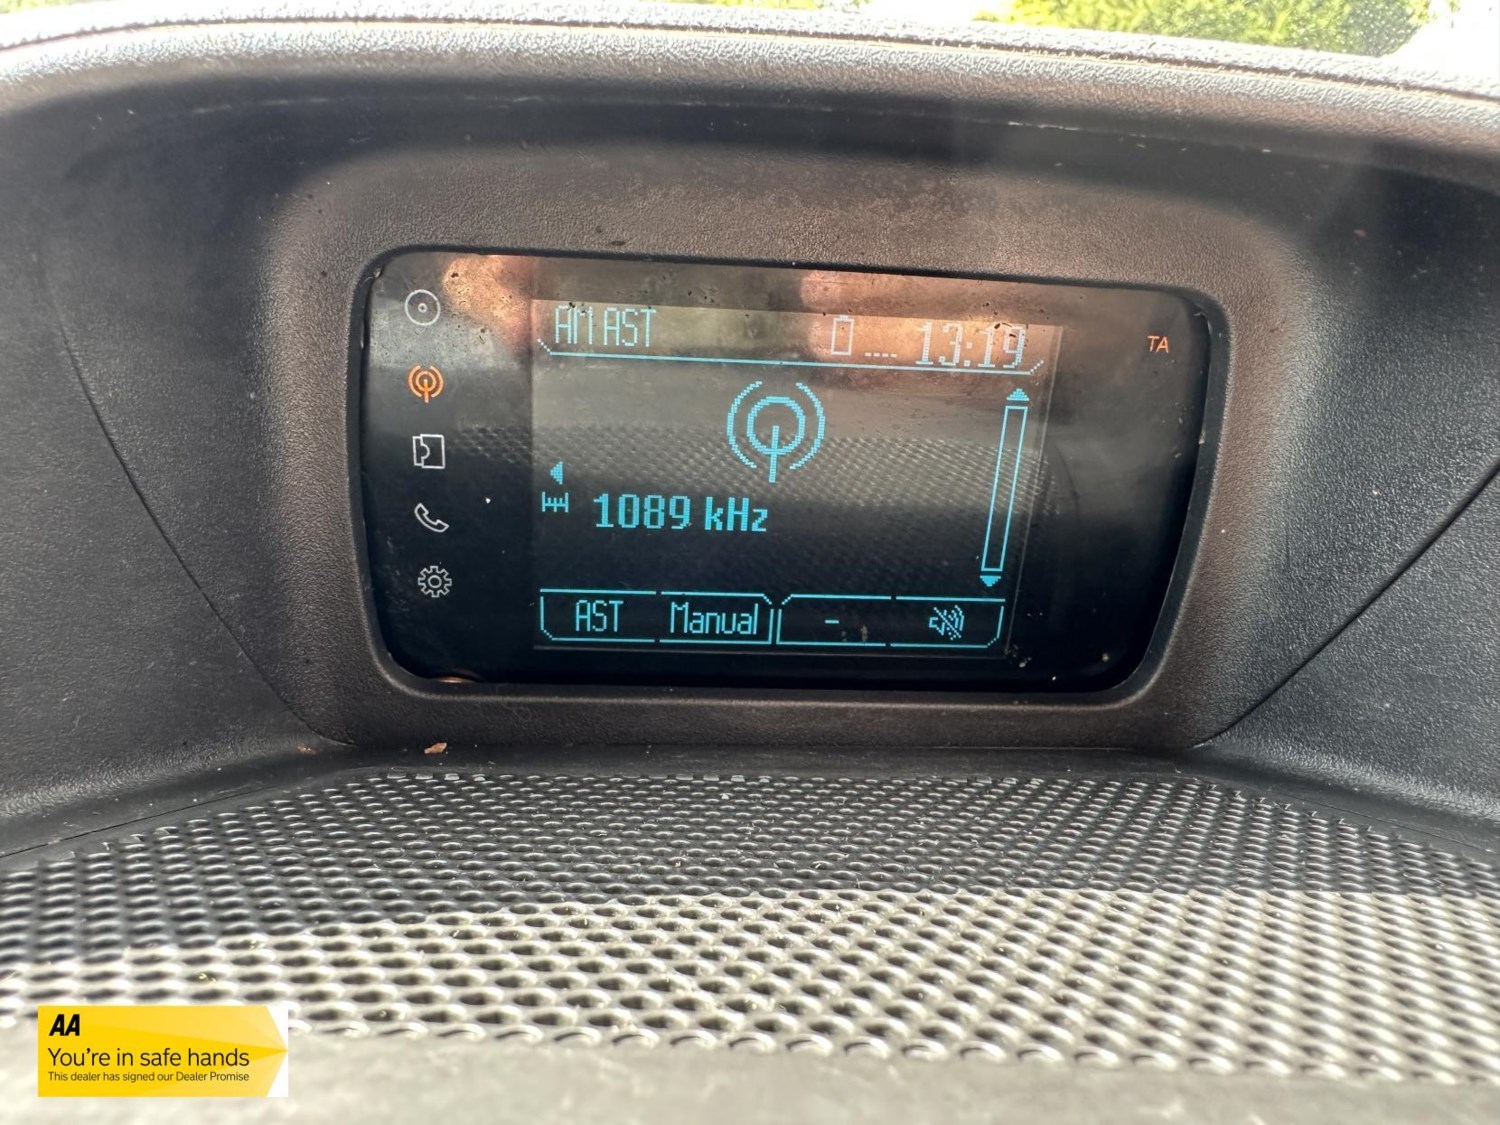 AM AST
13:19
TA
1089 kHz
AST Manual -
AA
You're in safe hands
This dealer has signed our Dealer Promise